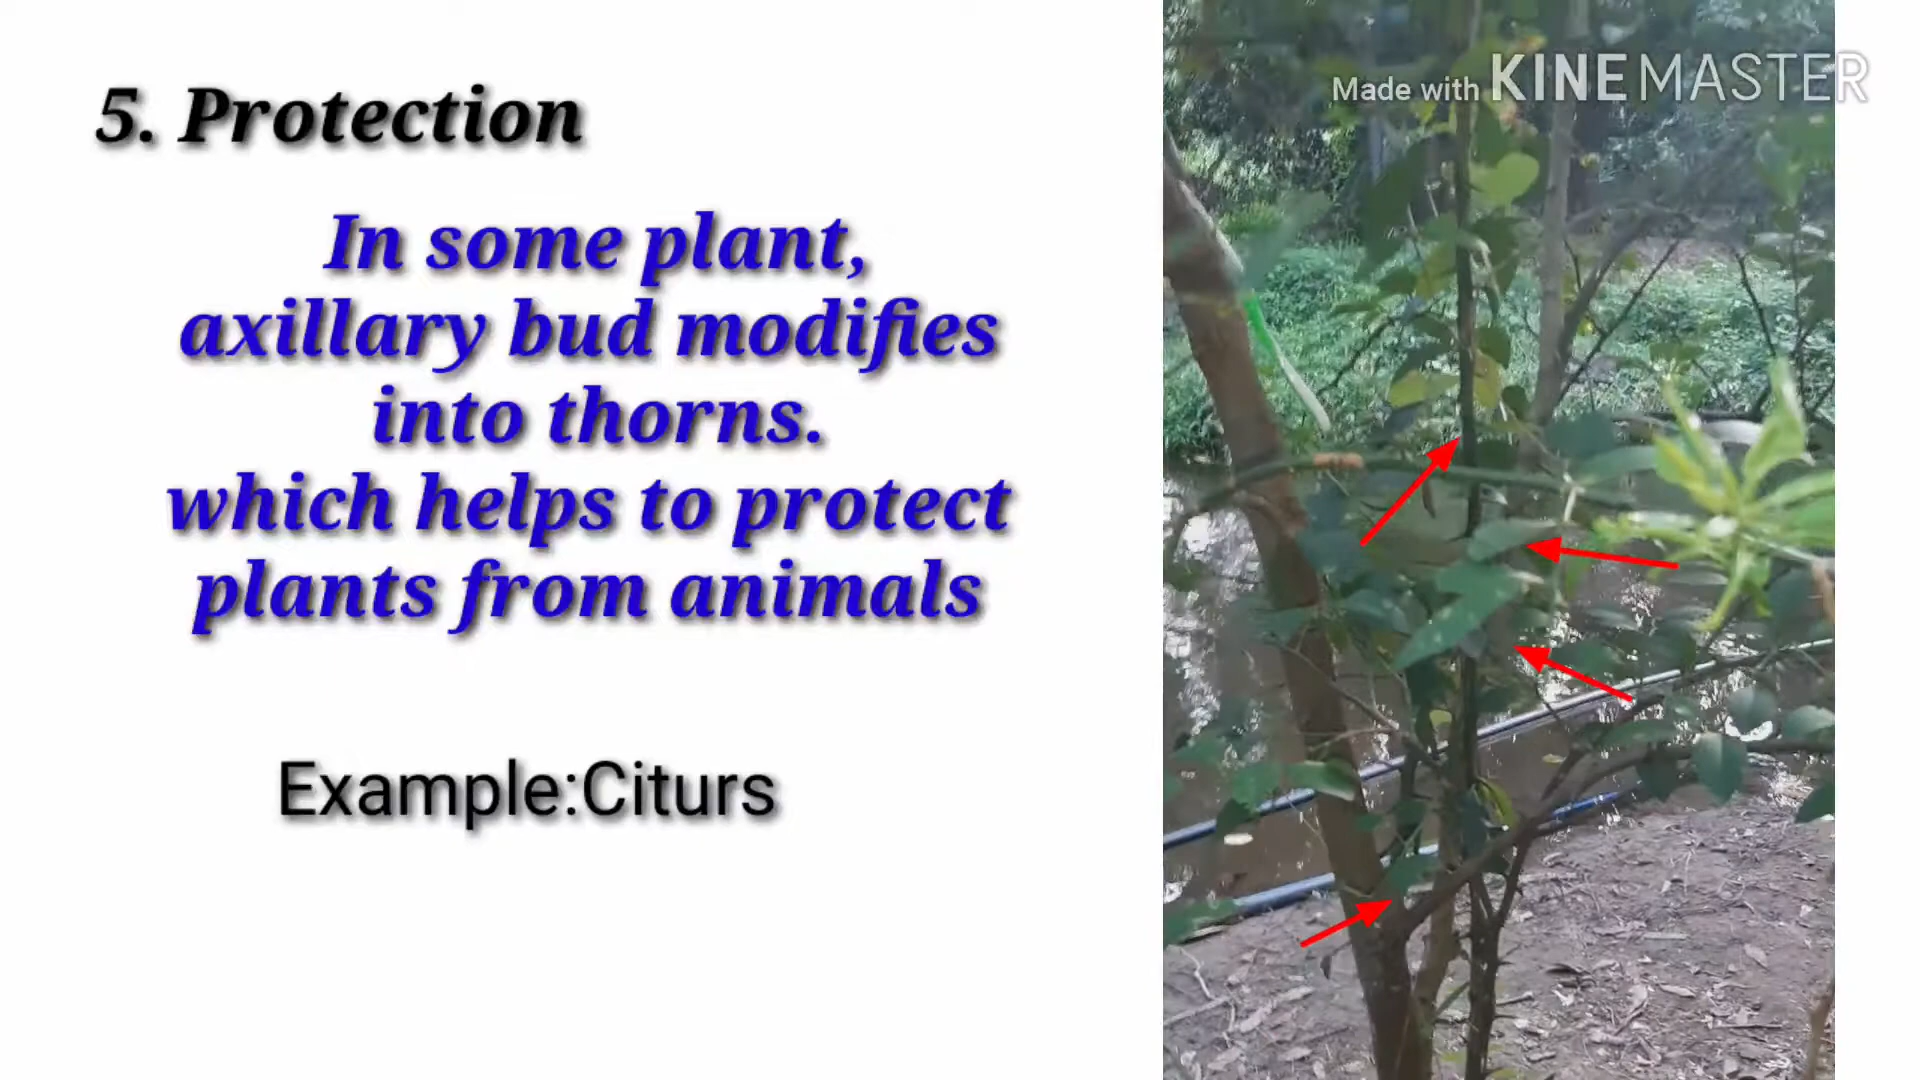 Made with KINEMASTER
5. Protection
In some plant,
axillary bud modifies
into thorns.
which helps to protect
plants from animals
Example:Citurs